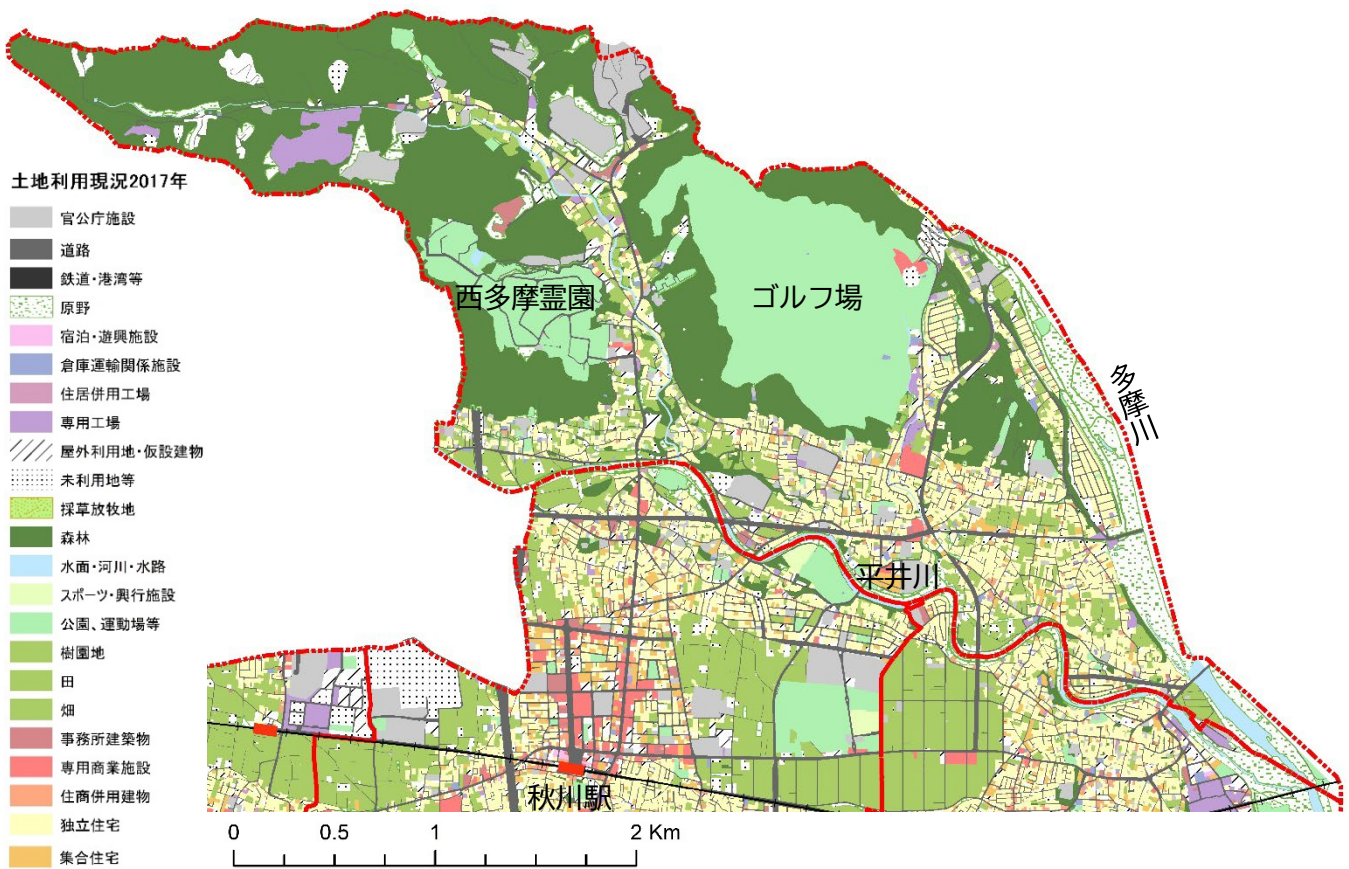 土地利用現況2017年
官公庁施設
道路
鉄道・港湾等
原野
宿泊・遊興施設
倉庫運輸関係施設
住居併用工場
専用工場
屋外利用地・仮設建物
未利用地等
採草放牧地
森林
水面・河川・水路
スポーツ・興行施設
公園、運動場等
樹園地
田
畑
事務所建築物
専用商業施設
住商併用建物
独立住宅
集合住宅
西多摩霊園
ゴルフ場
多摩川
平井川
秋川駅
0 0.5 1 2 Km